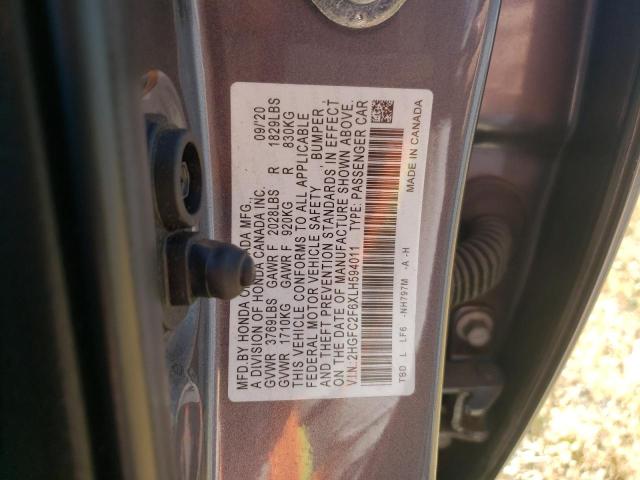 MFD.BY HONDA OF CANADA MFG.,
A DIVISION OF HONDA CANADA INC. 09/'20
GVWR 3769LBS GAWR F 2028LBS R 1829LBS
GVWR 1710KG GAWR F 920KG R 830KG
THIS VEHICLE CONFORMS TO ALL APPLICABLE
FEDERAL MOTOR VEHICLE SAFETY , BUMPER ,
AND THEFT PREVENTION STANDARDS IN EFFECT
ON THE DATE OF MANUFACTURE SHOWN ABOVE.
V.I.N.:2HGFC2F6XLH594011 TYPE: PASSENGER CAR
TBD L LF6 -NH797M -A -H MADE IN CANADA